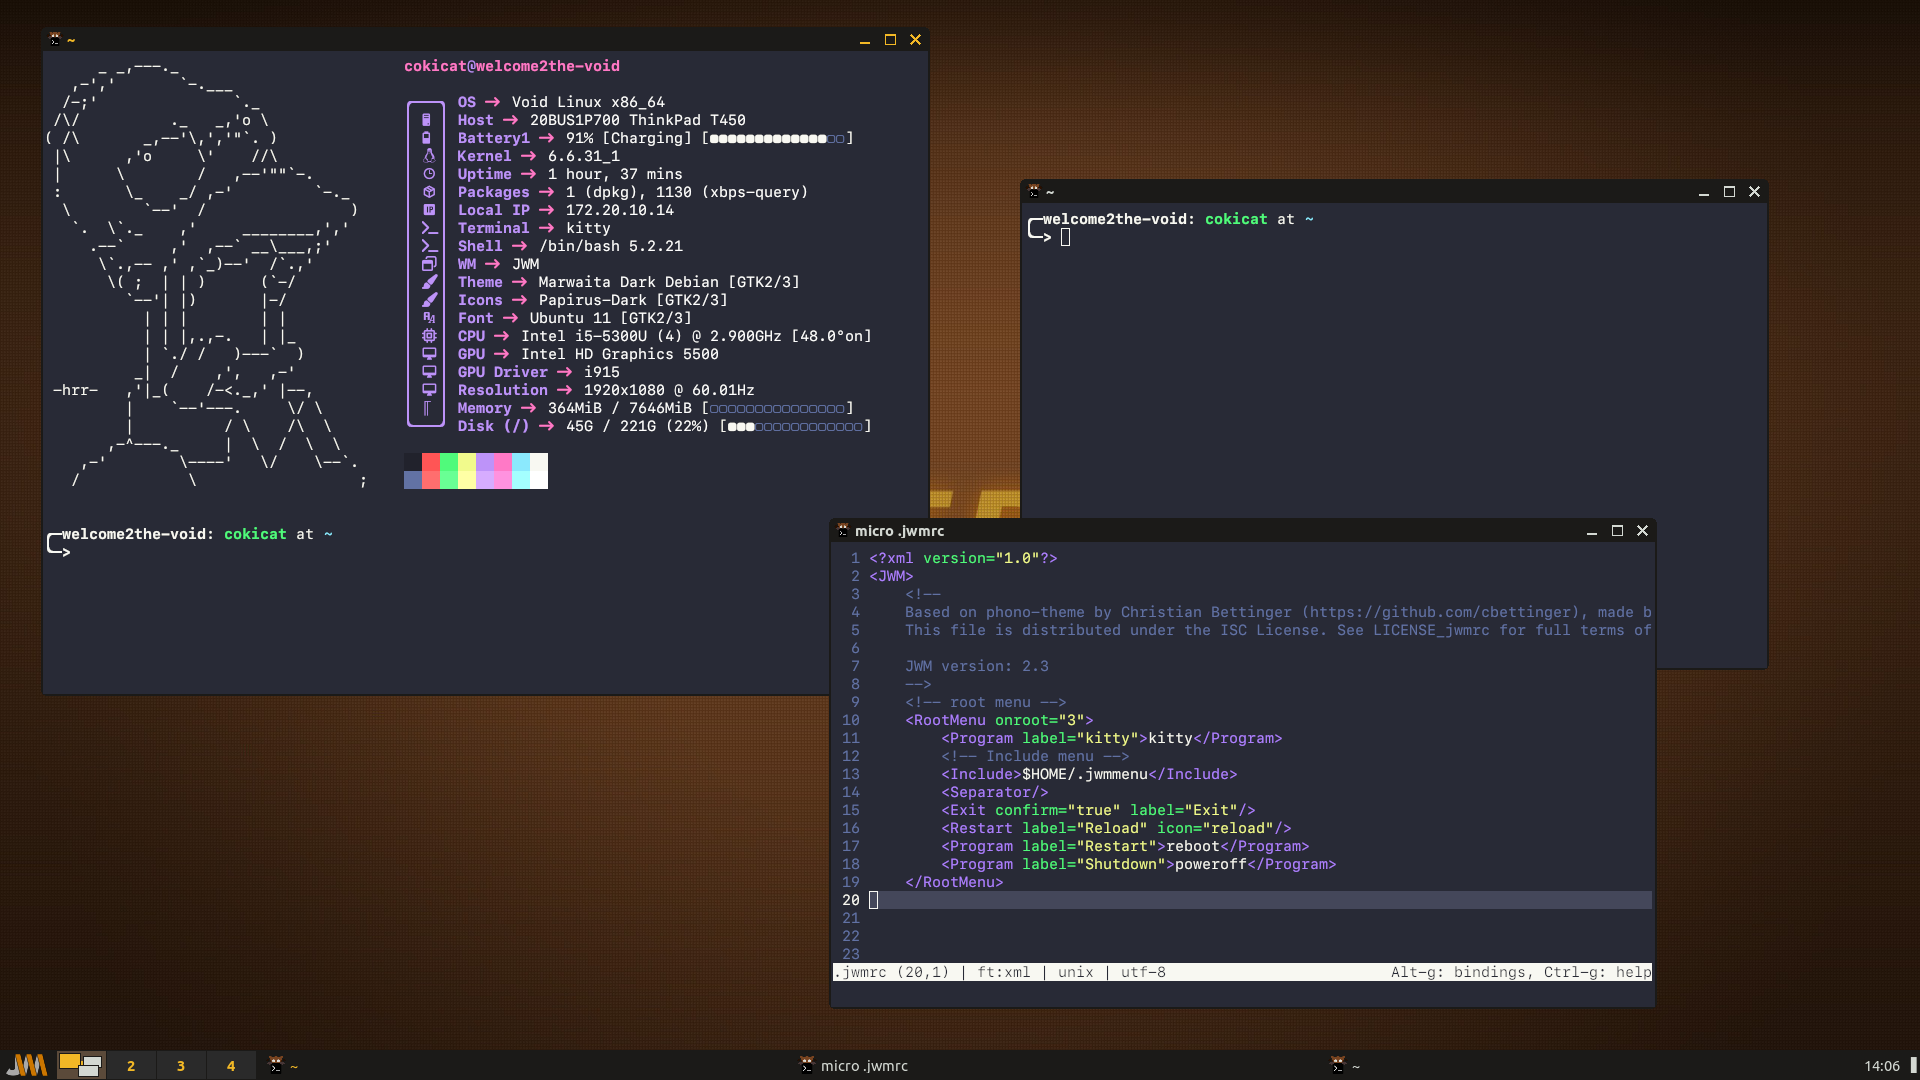 ~
cokicat@welcome2the-void
OS → Void Linux x86_64
Host → 20BUS1P700 ThinkPad T450
Battery1 → 91% [Charging] [■■■■■■■■■■■■■□□]
Kernel → 6.6.31_1
Uptime → 1 hour, 37 mins
Packages → 1 (dpkg), 1130 (xbps-query)
Local IP → 172.20.10.14
Terminal → kitty
Shell → /bin/bash 5.2.21
WM → JWM
Theme → Marwaita Dark Debian [GTK2/3]
Icons → Papirus-Dark [GTK2/3]
Font → Ubuntu 11 [GTK2/3]
CPU → Intel i5-5300U (4) @ 2.900GHz [48.0°on]
GPU → Intel HD Graphics 5500
GPU Driver → i915
Resolution → 1920x1080 @ 60.01Hz
Memory → 364MiB / 7646MiB [□□□□□□□□□□□□□□□]
Disk (/) → 45G / 221G (22%) [■■■□□□□□□□□□□□□]
-hrr-
welcome2the-void: cokicat at ~
>
~
welcome2the-void: cokicat at ~
>
micro .jwmrc
1 <?xml version="1.0"?>
2 <JWM>
3 <!--
4 Based on phono-theme by Christian Bettinger (https://github.com/cbettinger), made b
5 This file is distributed under the ISC License. See LICENSE_jwmrc for full terms of
6
7 JWM version: 2.3
8 -->
9 <!-- root menu -->
10 <RootMenu onroot="3">
11 <Program label="kitty">kitty</Program>
12 <!-- Include menu -->
13 <Include>$HOME/.jwmmenu</Include>
14 <Separator/>
15 <Exit confirm="true" label="Exit"/>
16 <Restart label="Reload" icon="reload"/>
17 <Program label="Restart">reboot</Program>
18 <Program label="Shutdown">poweroff</Program>
19 </RootMenu>
20
21
22
23
.jwmrc (20,1) | ft:xml | unix | utf-8 Alt-g: bindings, Ctrl-g: help
JWM 2 3 4 ~ micro .jwmrc ~ 14:06